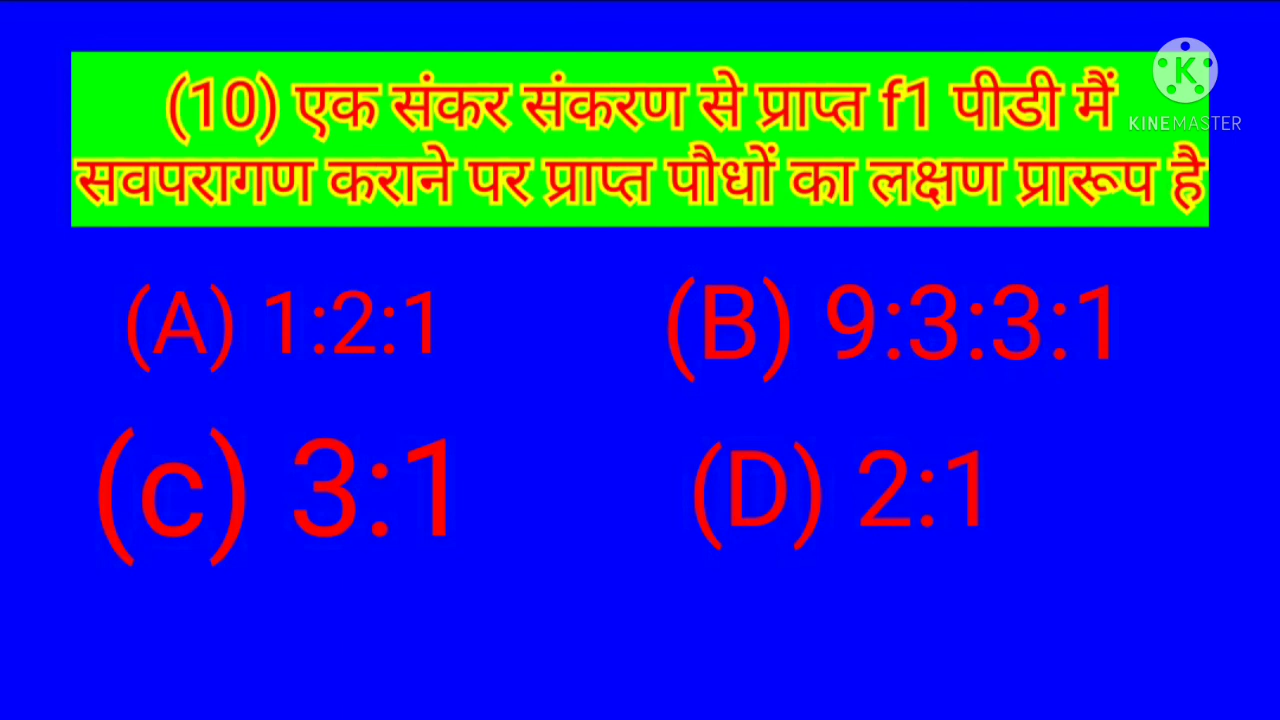 (10) एक संकर संकरण से प्राप्त f1 पीडी मैं
सवपरागण कराने पर प्राप्त पौधों का लक्षण प्रारूप है
K
KINEMASTER
(A) 1:2:1
(B) 9:3:3:1
(c) 3:1
(D) 2:1